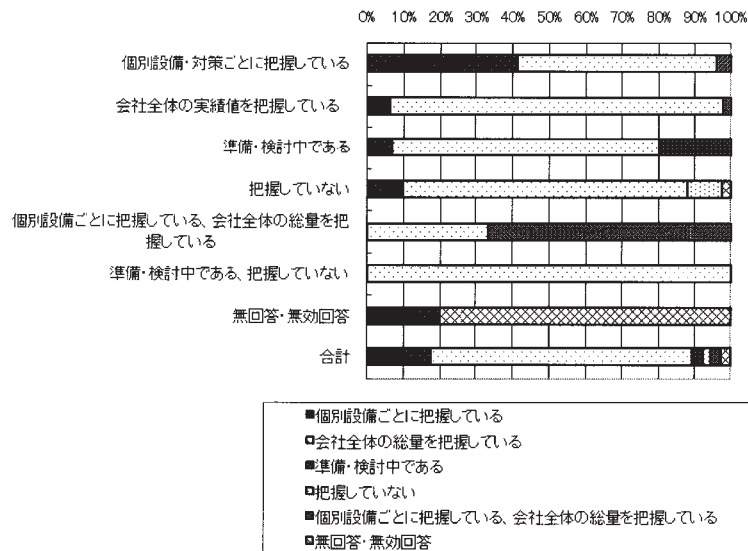 0% 10% 20% 30% 40% 50% 60% 70% 80% 90% 100%
個別設備・対策ごとに把握している
会社全体の実績値を把握している
準備・検討中である
把握していない
個別設備ごとに把握している、会社全体の総量を把
握している
準備・検討中である、把握していない
無回答・無効回答
合計
個別設備ごとに把握している
会社全体の総量を把握している
準備・検討中である
把握していない
個別設備ごとに把握している、会社全体の総量を把握している
無回答・無効回答